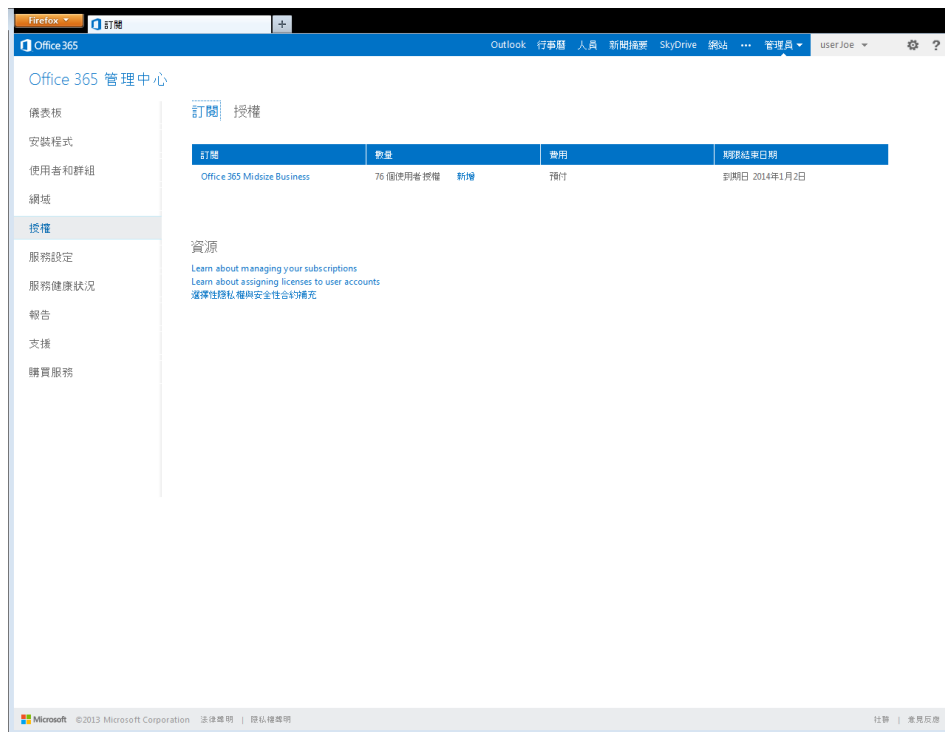 Firefox
訂閱
+
Office 365
Outlook 行事曆 人員 新聞摘要 SkyDrive 網站 ••• 管理員 userJoe ?
Office 365 管理中心
儀表板
安裝程式
使用者和群組
網域
授權
服務設定
服務健康狀況
報告
支援
購買服務
訂閱 授權
訂閱 數量 費用 期限結束日期
Office 365 Midsize Business 76 個使用者授權 新增 預付 到期日 2014年1月2日
資源
Learn about managing your subscriptions
Learn about assigning licenses to user accounts
選擇性隱私權與安全性合約補充
Microsoft ©2013 Microsoft Corporation 法律聲明 | 隱私權聲明 社群 | 意見反應